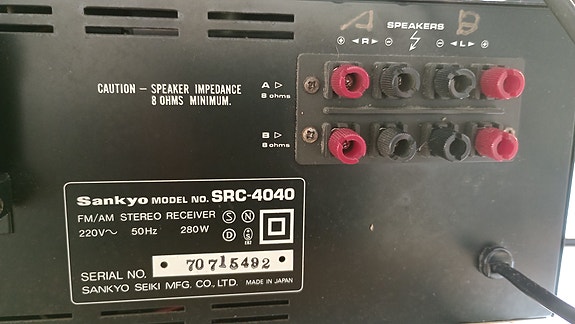 A B
SPEAKERS
⊕ ◄R► ⊖ ⊖ ◄L► ⊕
CAUTION – SPEAKER IMPEDANCE
8 OHMS MINIMUM.
A ▷
8 ohms
B ▷
8 ohms
Sankyo MODEL NO. SRC-4040
FM/AM STEREO RECEIVER S N
220V~ 50Hz 280W D
SERIAL NO. 70715492
SANKYO SEIKI MFG. CO., LTD. MADE IN JAPAN